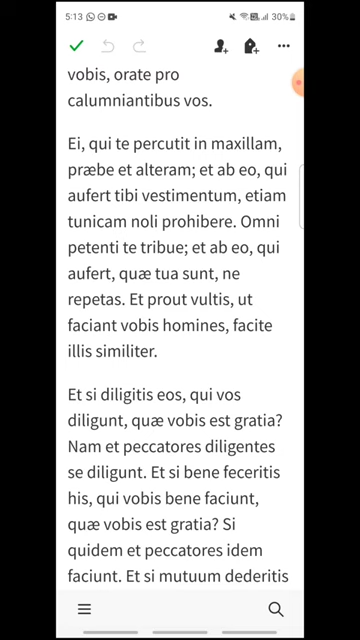 5:13
30%
vobis, orate pro
calumniantibus vos.
Ei, qui te percutit in maxillam,
præbe et alteram; et ab eo, qui
aufert tibi vestimentum, etiam
tunicam noli prohibere. Omni
petenti te tribue; et ab eo, qui
aufert, quæ tua sunt, ne
repetas. Et prout vultis, ut
faciant vobis homines, facite
illis similiter.
Et si diligitis eos, qui vos
diligunt, quæ vobis est gratia?
Nam et peccatores diligentes
se diligunt. Et si bene feceritis
his, qui vobis bene faciunt,
quæ vobis est gratia? Si
quidem et peccatores idem
faciunt. Et si mutuum dederitis